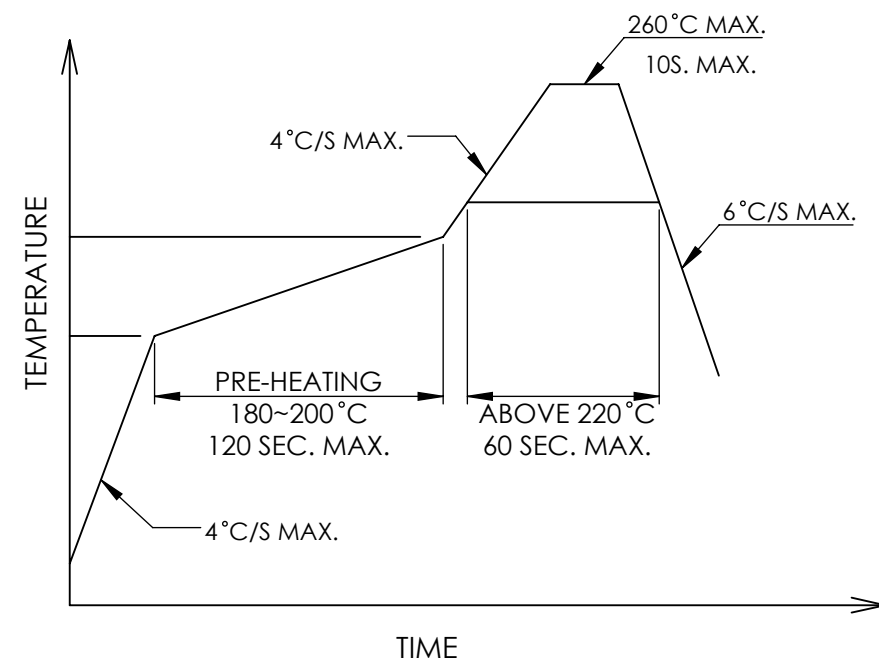 260°C MAX.
10S. MAX.
4°C/S MAX.
6°C/S MAX.
TEMPERATURE
PRE-HEATING
180~200°C
120 SEC. MAX.
ABOVE 220°C
60 SEC. MAX.
4°C/S MAX.
TIME